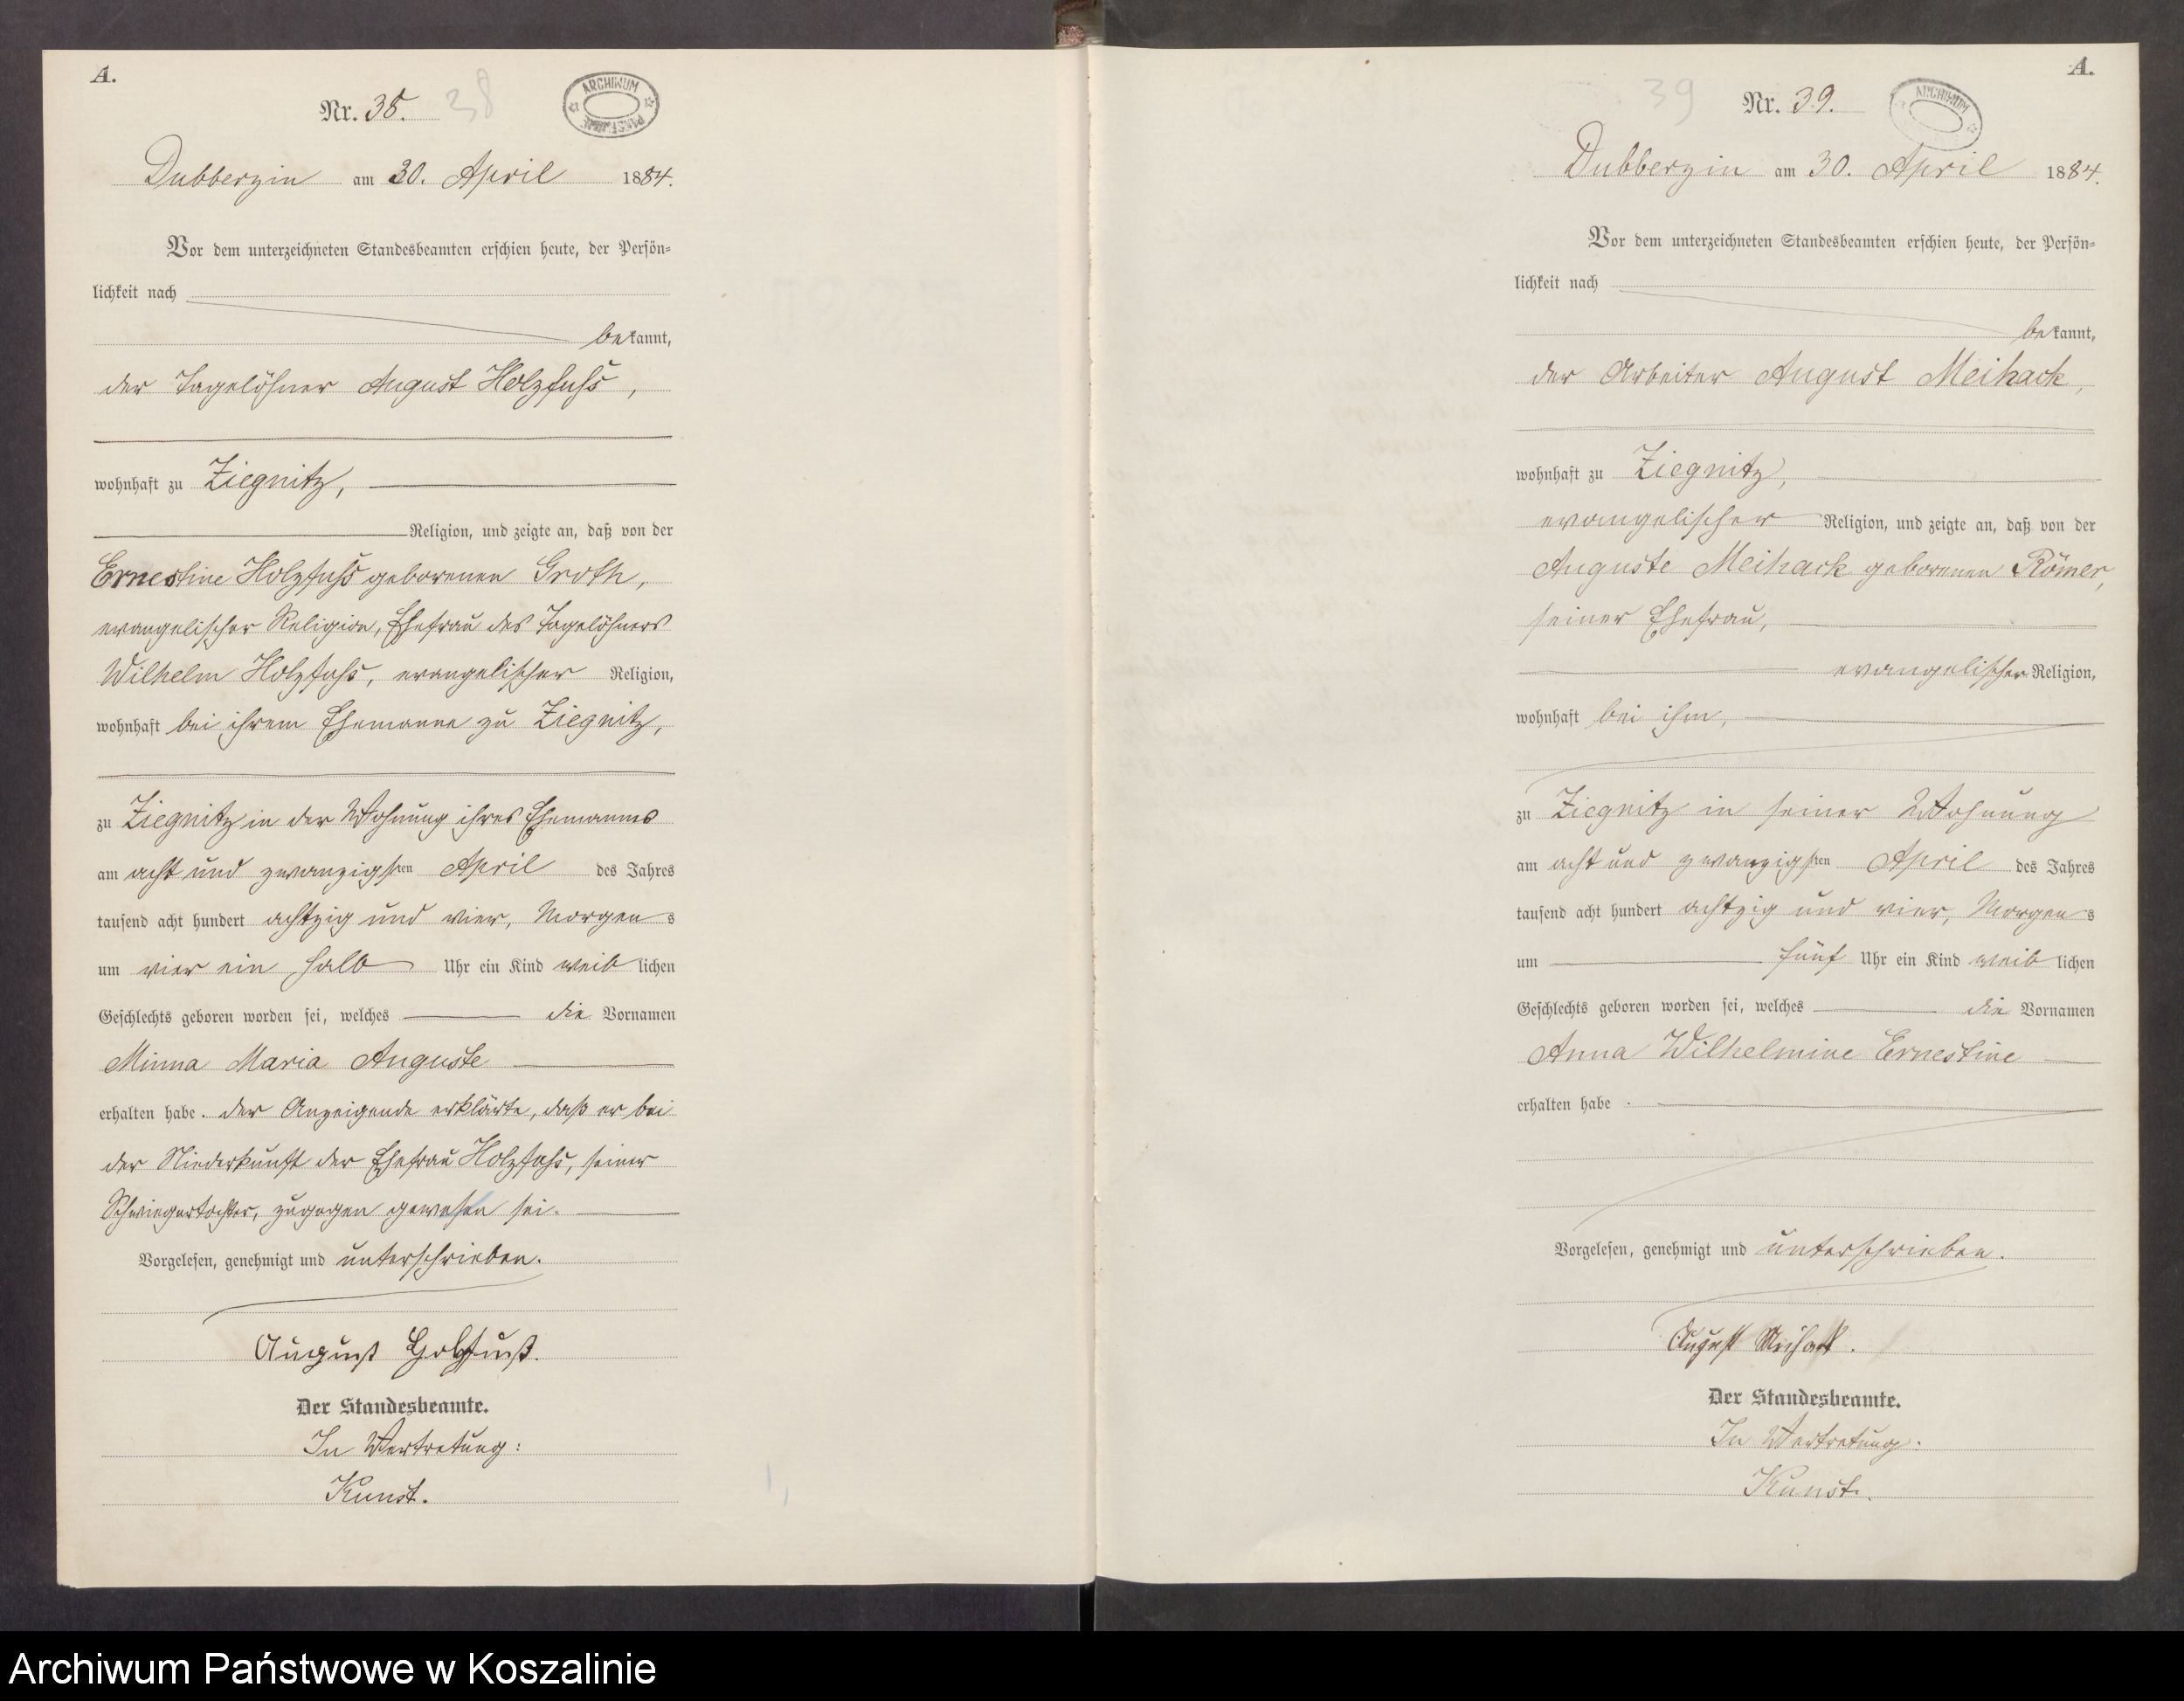 A.
Nr. 38. 38
ARCHIWUM
PAŃSTWOWE
Dubberzin am 30. April 1884.
Vor dem unterzeichneten Standesbeamten erschien heute, der Persön=
lichkeit nach
bekannt,
der Tagelöhner August Holzfuhs,
wohnhaft zu Ziegnitz,
Religion, und zeigte an, daß von der
Ernestine Holzfuhs geborenen Groth,
evangelischer Religion, Ehefrau des Tagelöhners
Wilhelm Holzfuhs, evangelischer Religion,
wohnhaft bei ihrem Ehemanne zu Ziegnitz,
zu Ziegnitz in der Wohnung ihres Ehemannes
am acht und zwanzigsten April des Jahres
tausend acht hundert achtzig und vier, Morgens
um vier ein halb Uhr ein Kind weiblichen
Geschlechts geboren worden sei, welches die Vornamen
Minna Maria Auguste
erhalten habe. Der Anzeigende erklärte, daß er bei
der Niederkunft der Ehefrau Holzfuhs, seiner
Schwiegertochter, zugegen gewesen sei.
Vorgelesen, genehmigt und unterschrieben.
August Holzfuß.
Der Standesbeamte.
In Vertretung:
Kunst.
A.
39 Nr. 39.
ARCHIWUM
Dubberzin am 30. April 1884.
Vor dem unterzeichneten Standesbeamten erschien heute, der Persön=
lichkeit nach
bekannt,
der Arbeiter August Meihack,
wohnhaft zu Ziegnitz,
evangelischer Religion, und zeigte an, daß von der
Auguste Meihack geborenen Römer,
seiner Ehefrau,
evangelischer Religion,
wohnhaft bei ihm,
zu Ziegnitz in seiner Wohnung
am acht und zwanzigsten April des Jahres
tausend acht hundert achtzig und vier, Morgens
um fünf Uhr ein Kind weiblichen
Geschlechts geboren worden sei, welches die Vornamen
Anna Wilhelmine Ernestine
erhalten habe.
Vorgelesen, genehmigt und unterschrieben.
August Meihack.
Der Standesbeamte.
In Vertretung:
Kunst.
Archiwum Państwowe w Koszalinie